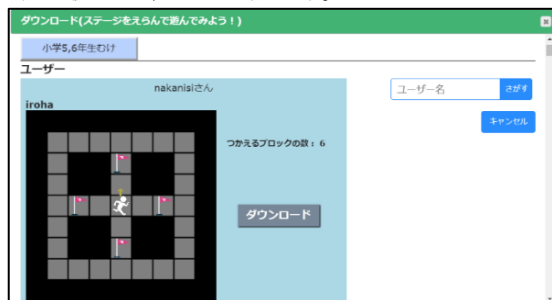 ダウンロード(ステージをえらんで遊んでみよう！)
小学5,6年生むけ
ユーザー
nakanisiさん
iroha
つかえるブロックの数： 6
ダウンロード
ユーザー名
さがす
キャンセル